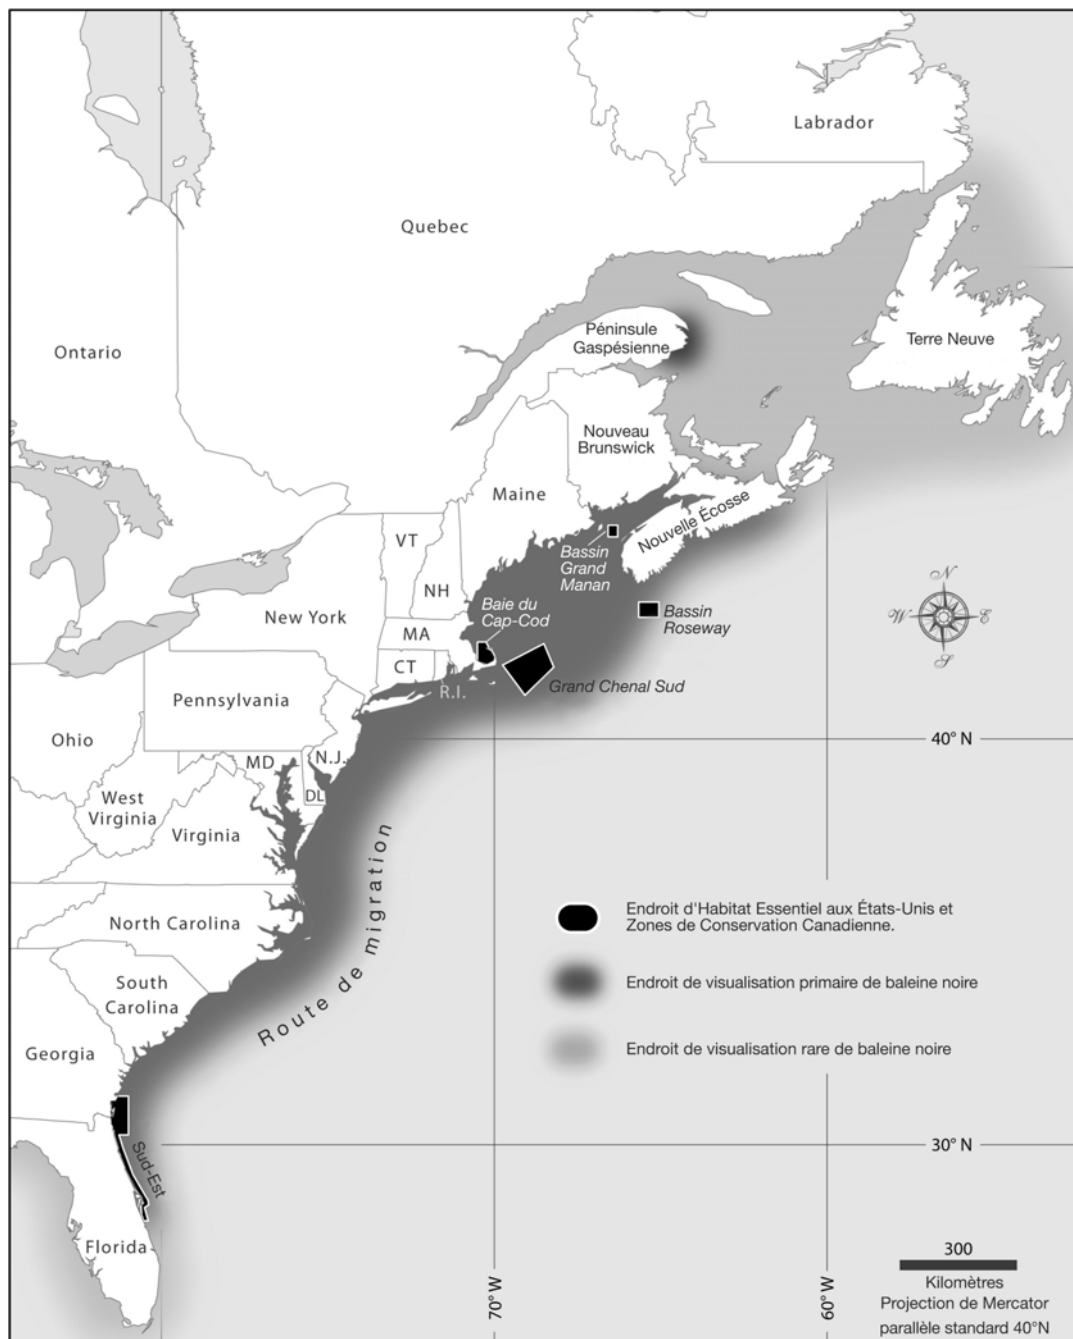 Labrador
Quebec
Péninsule
Gaspésienne
Terre Neuve
Ontario
Nouveau
Brunswick
Maine
Nouvelle Écosse
VT
Bassin
Grand
Manan
NH
N
W
E
S
New York
Baie du
Cap-Cod
Bassin
Roseway
MA
CT
R.I.
Grand Chenal Sud
Pennsylvania
40° N
Ohio
MD
N.J.
DL
West
Virginia
Virginia
Route de migration
North Carolina
Endroit d'Habitat Essentiel aux États-Unis et
Zones de Conservation Canadienne.
South
Carolina
Endroit de visualisation primaire de baleine noire
Georgia
Endroit de visualisation rare de baleine noire
30° N
Sud-Est
Florida
300
Kilomètres
Projection de Mercator
parallèle standard 40°N
70° W
60° W